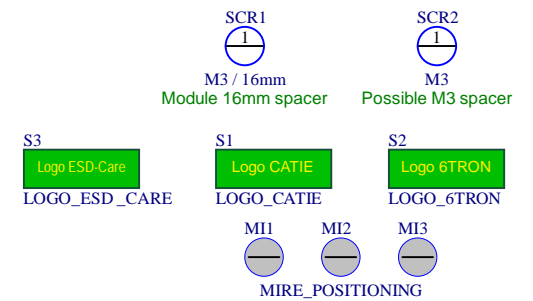 SCR1 SCR2
1 1
M3 / 16mm M3
Module 16mm spacer Possible M3 spacer
S3 S1 S2
Logo ESD-Care Logo CATIE Logo 6TRON
LOGO_ESD _CARE LOGO_CATIE LOGO_6TRON
MI1 MI2 MI3
MIRE_POSITIONING